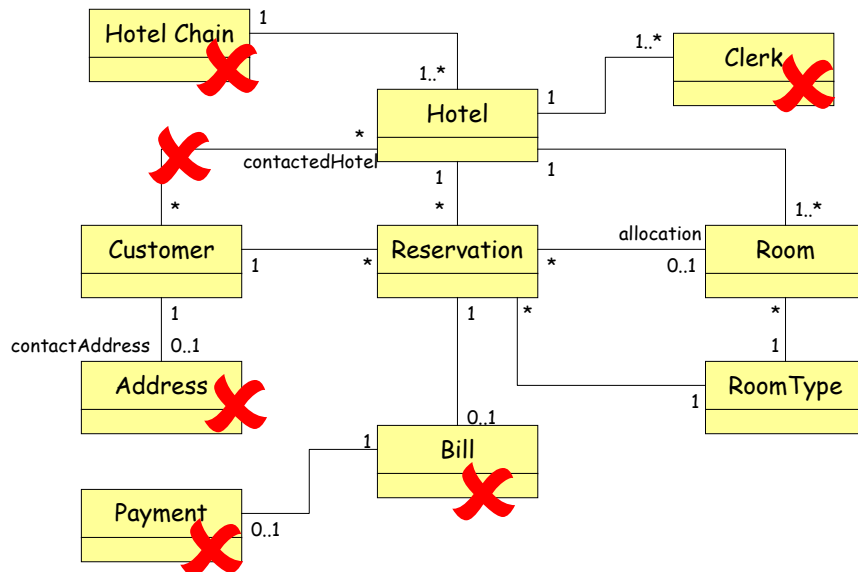 Hotel Chain
1
1..*
1..*
Clerk
Hotel
1
*
contactedHotel
1
1
*
*
1..*
Customer
Reservation
allocation
Room
1
*
*
0..1
1
1
*
*
contactAddress
0..1
1
Address
RoomType
1
0..1
1
Bill
Payment
0..1